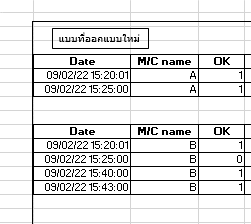 แบบที่ออกแบบใหม่
Date M/C name OK
09/02/22 15:20:01 A 1
09/02/22 15:25:00 A 1
Date M/C name OK
09/02/22 15:20:01 B 1
09/02/22 15:25:00 B 0
09/02/22 15:40:00 B 1
09/02/22 15:43:00 B 1